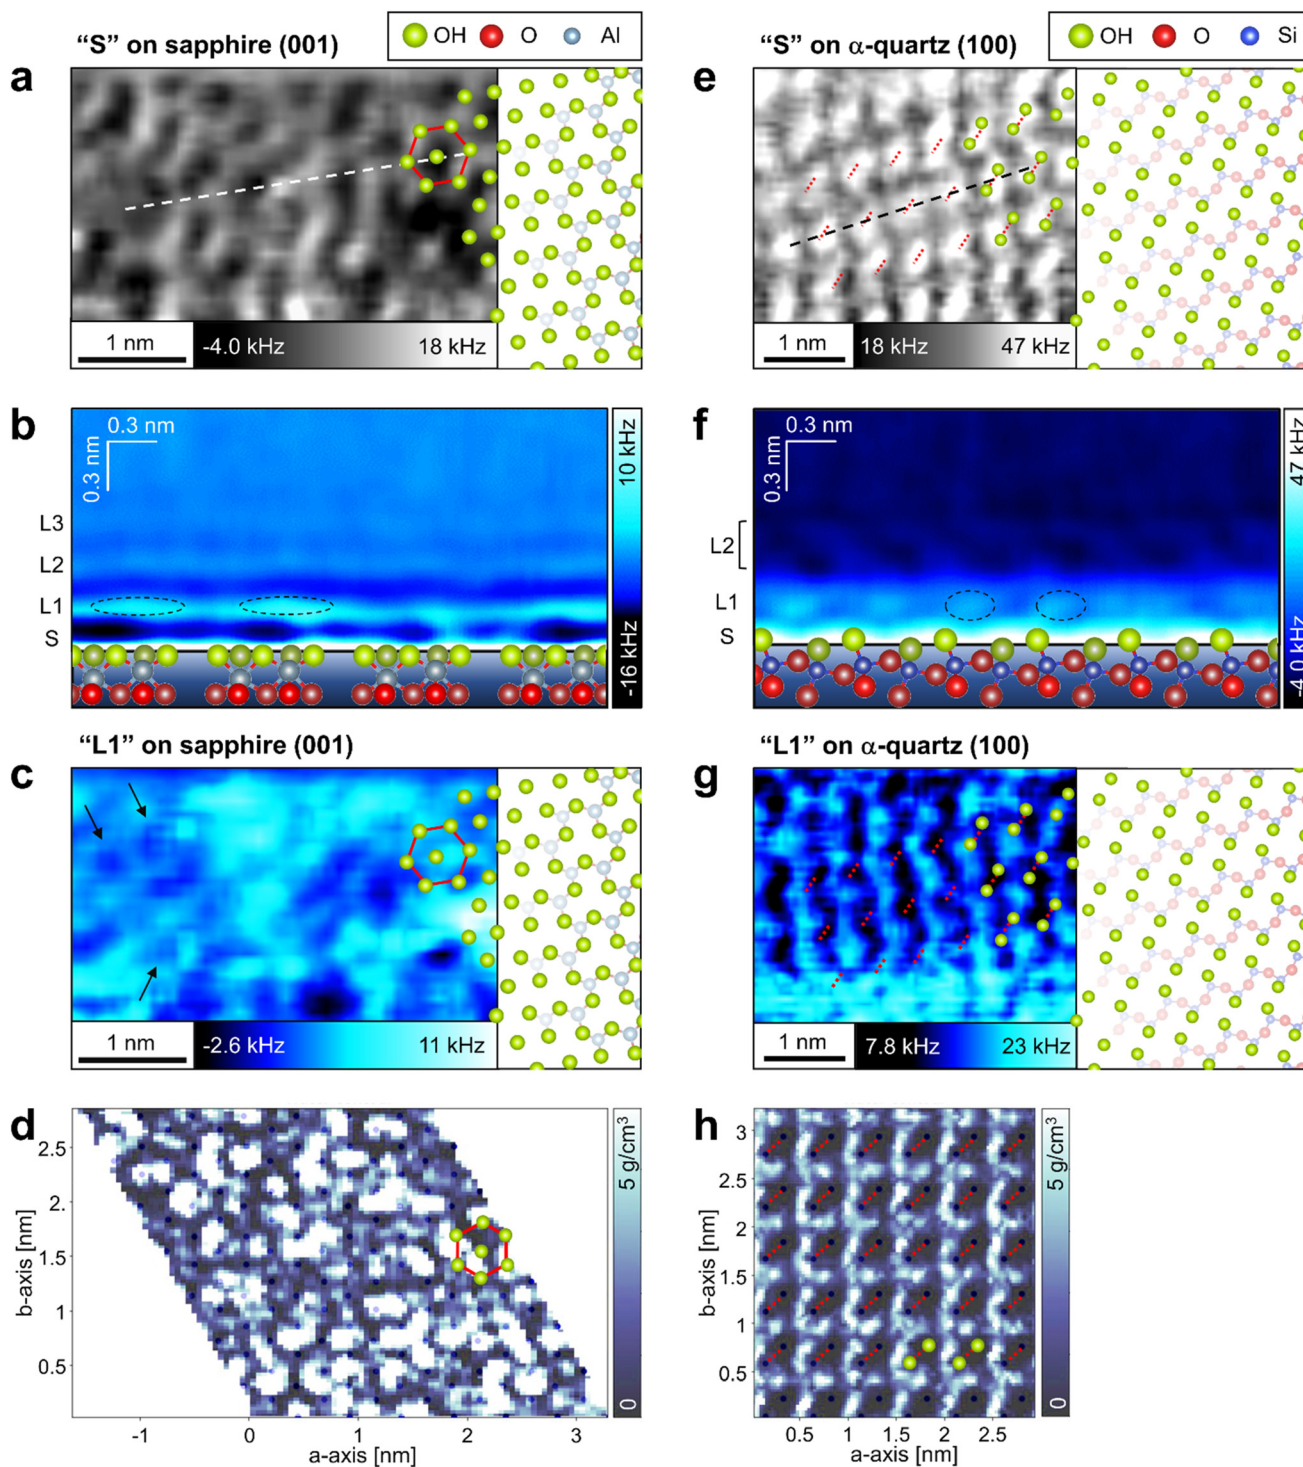 "S" on sapphire (001)
OH O Al
a
1 nm
-4.0 kHz 18 kHz
"S" on α-quartz (100)
OH O Si
e
1 nm
18 kHz 47 kHz
b
0.3 nm
0.3 nm
L3
L2
L1
S
10 kHz
-16 kHz
f
0.3 nm
0.3 nm
L2
L1
S
47 kHz
-4.0 kHz
"L1" on sapphire (001)
c
1 nm
-2.6 kHz 11 kHz
"L1" on α-quartz (100)
g
1 nm
7.8 kHz 23 kHz
d
b-axis [nm]
2.5
2
1.5
1
0.5
-1 0 1 2 3
a-axis [nm]
5 g/cm³
0
h
b-axis [nm]
3
2.5
2
1.5
1
0.5
0.5 1 1.5 2 2.5
a-axis [nm]
5 g/cm³
0